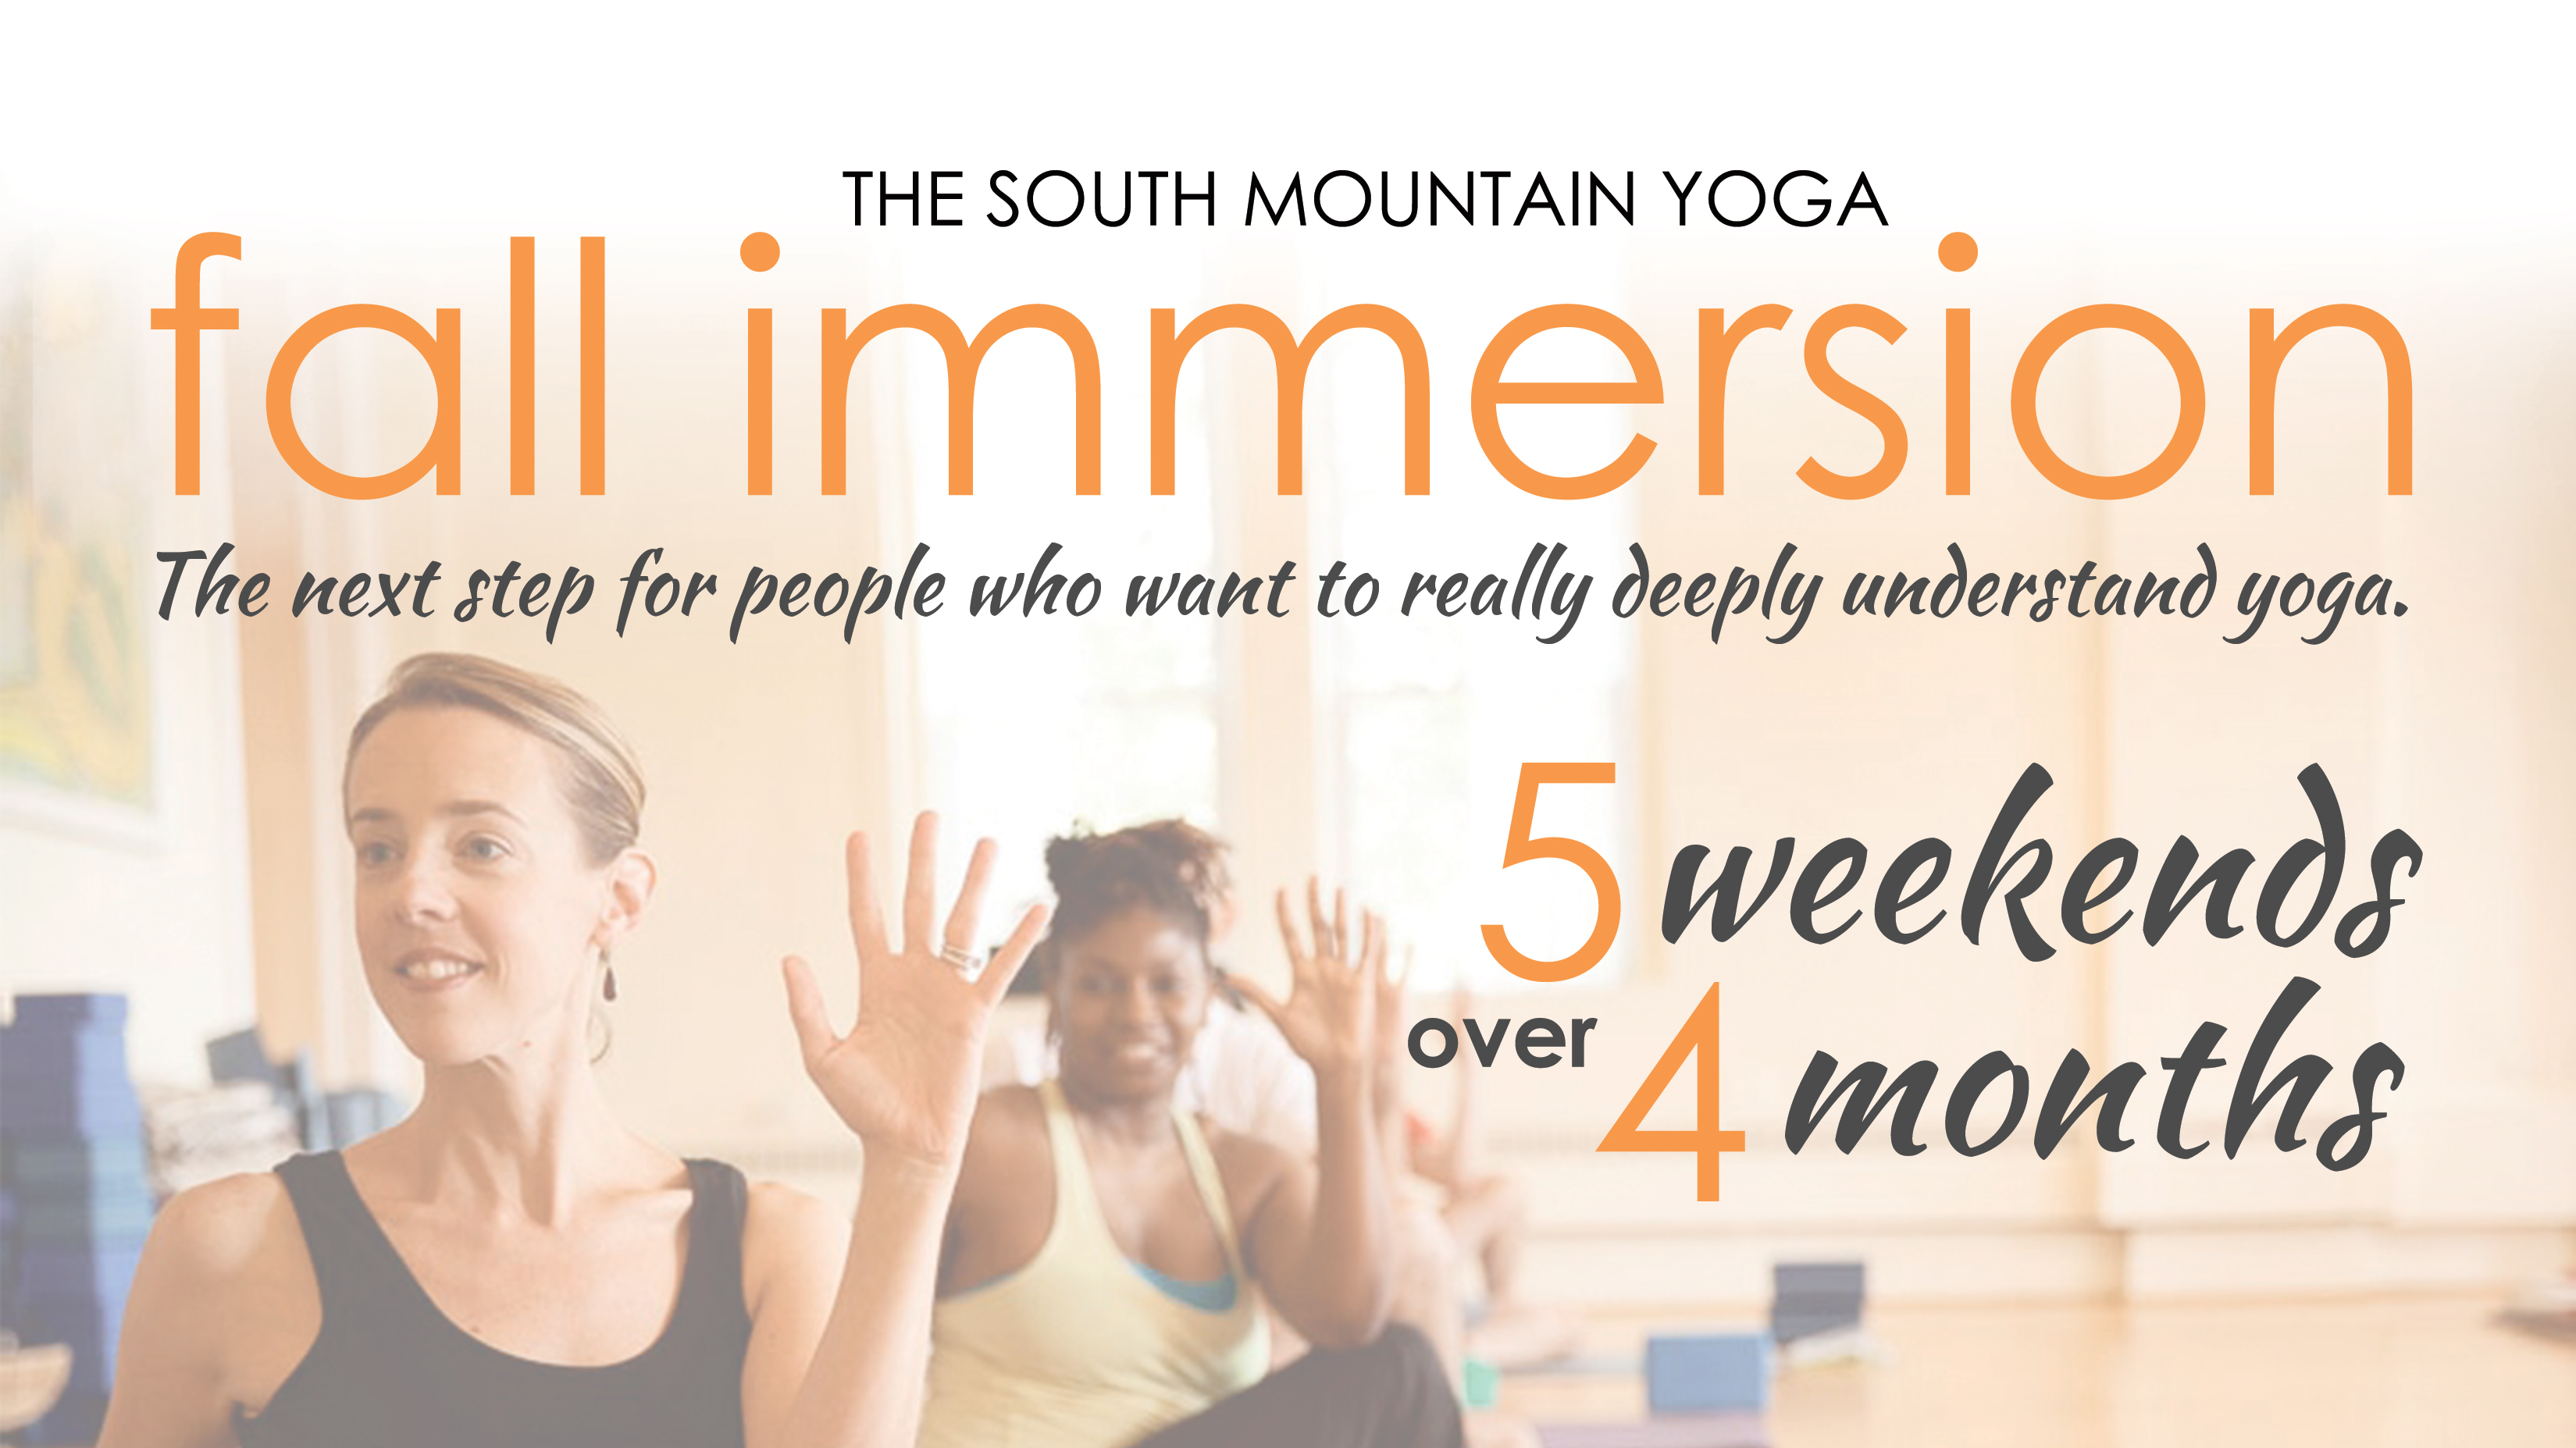 THE SOUTH MOUNTAIN YOGA
fall immersion
The next step for people who want to really deeply understand yoga.
5 weekends
over 4 months